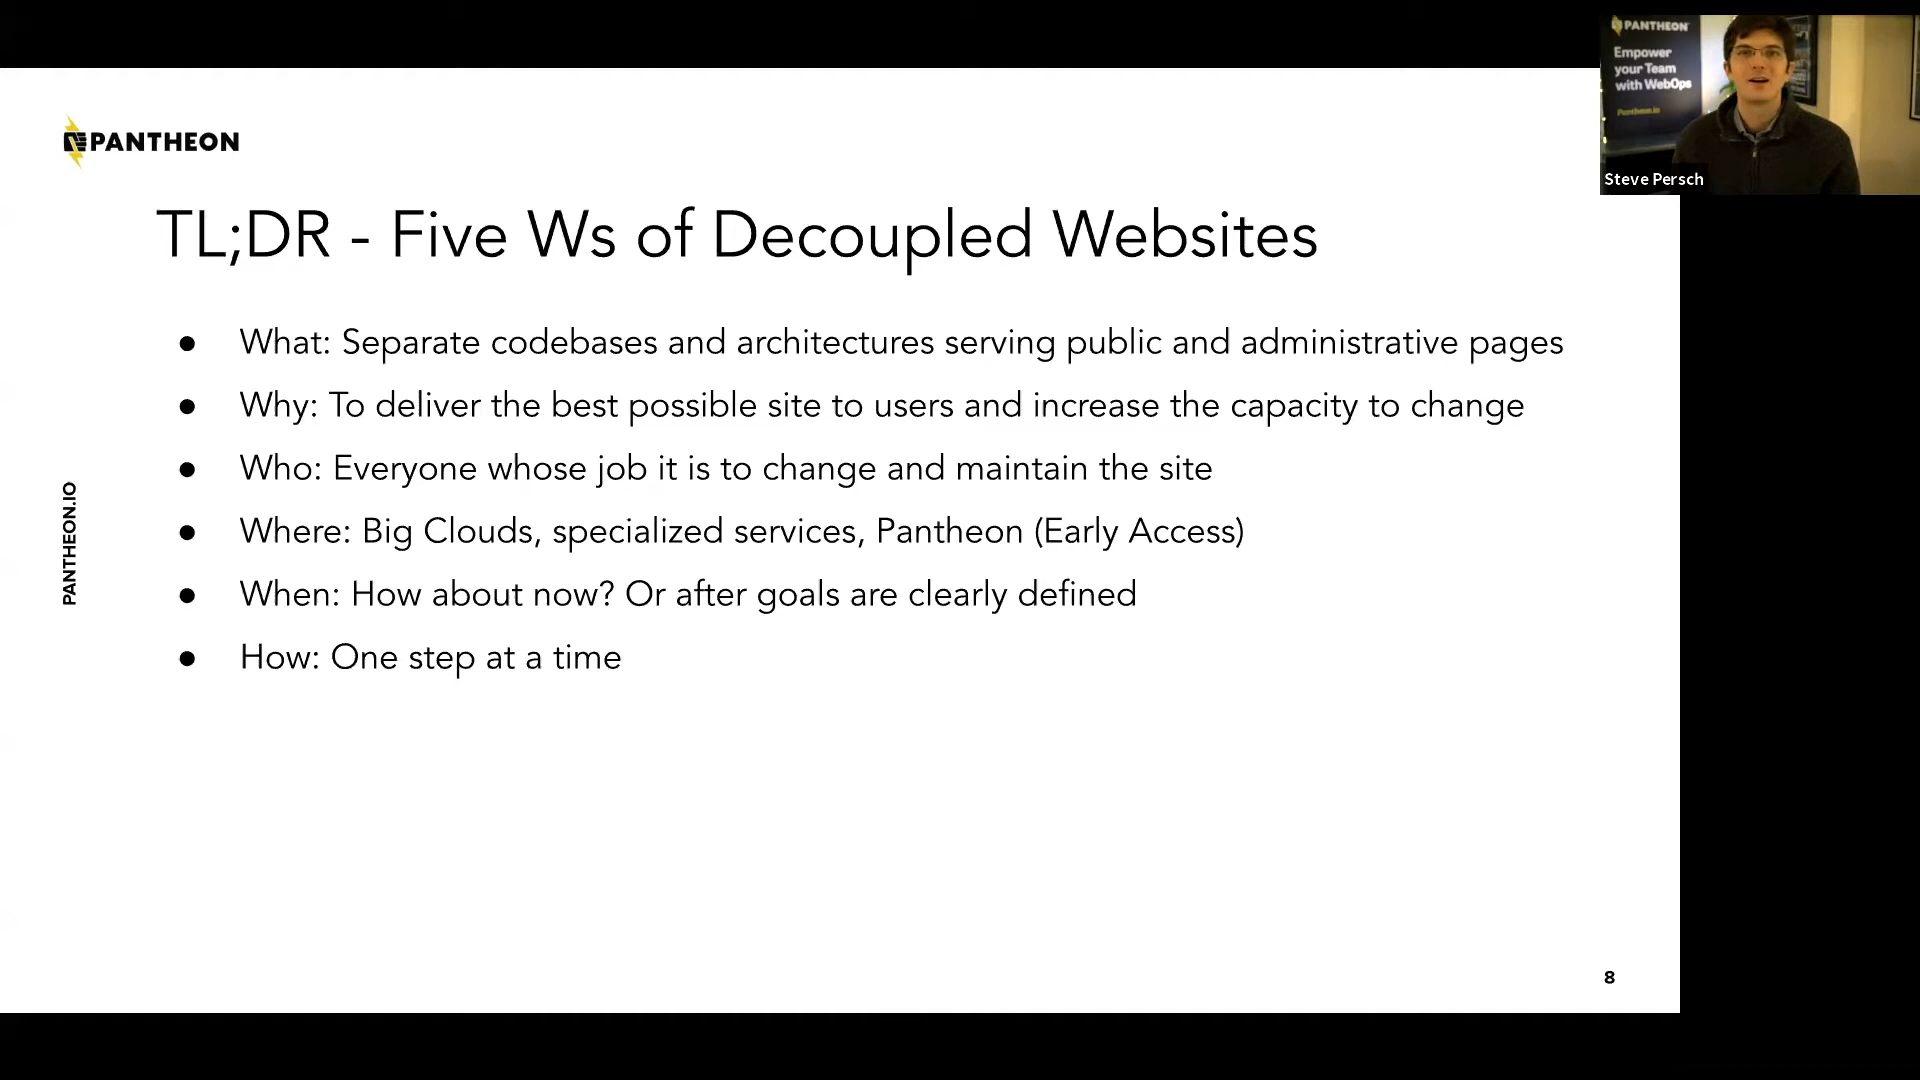 PANTHEON
Empower
your Team
with WebOps
Pantheon.io
Steve Persch
PANTHEON
TL;DR - Five Ws of Decoupled Websites
● What: Separate codebases and architectures serving public and administrative pages
● Why: To deliver the best possible site to users and increase the capacity to change
● Who: Everyone whose job it is to change and maintain the site
● Where: Big Clouds, specialized services, Pantheon (Early Access)
● When: How about now? Or after goals are clearly defined
● How: One step at a time
PANTHEON.IO
8